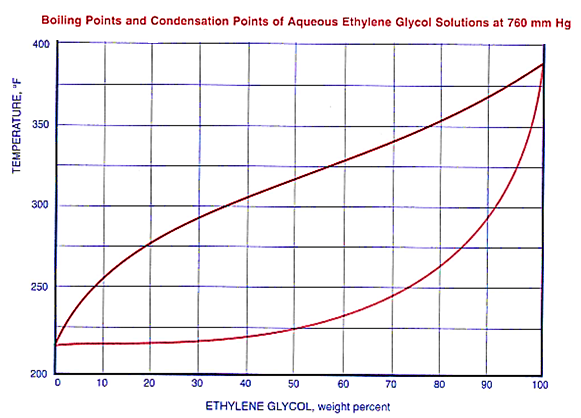 Boiling Points and Condensation Points of Aqueous Ethylene Glycol Solutions at 760 mm Hg
TEMPERATURE, °F
400
350
300
250
200
0 10 20 30 40 50 60 70 80 90 100
ETHYLENE GLYCOL, weight percent